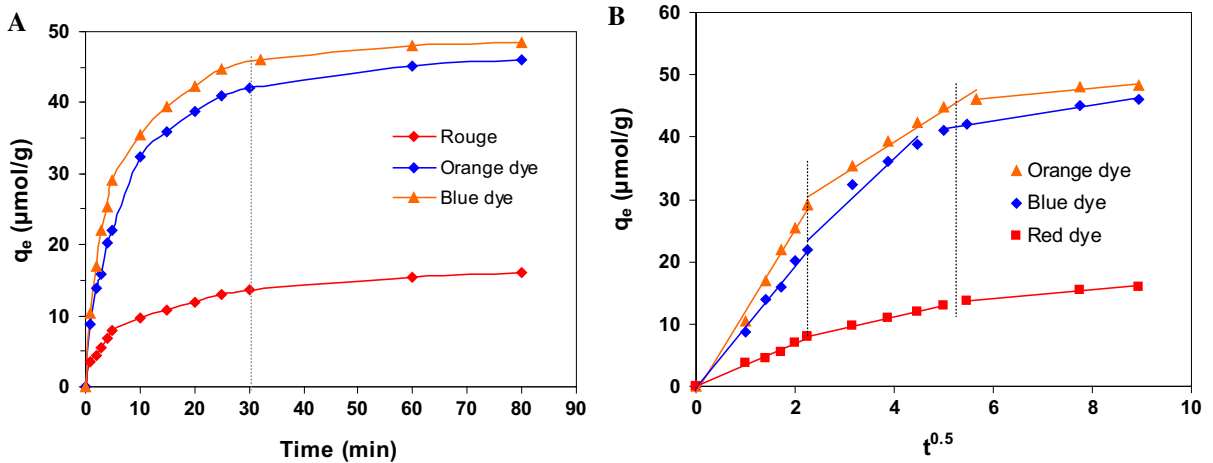 A
qe (µmol/g)
50
40
30
20
10
0
0 10 20 30 40 50 60 70 80 90
Time (min)
Rouge
Orange dye
Blue dye
B
qe (µmol/g)
60
50
40
30
20
10
0
0 2 4 6 8 10
t^0.5
Orange dye
Blue dye
Red dye